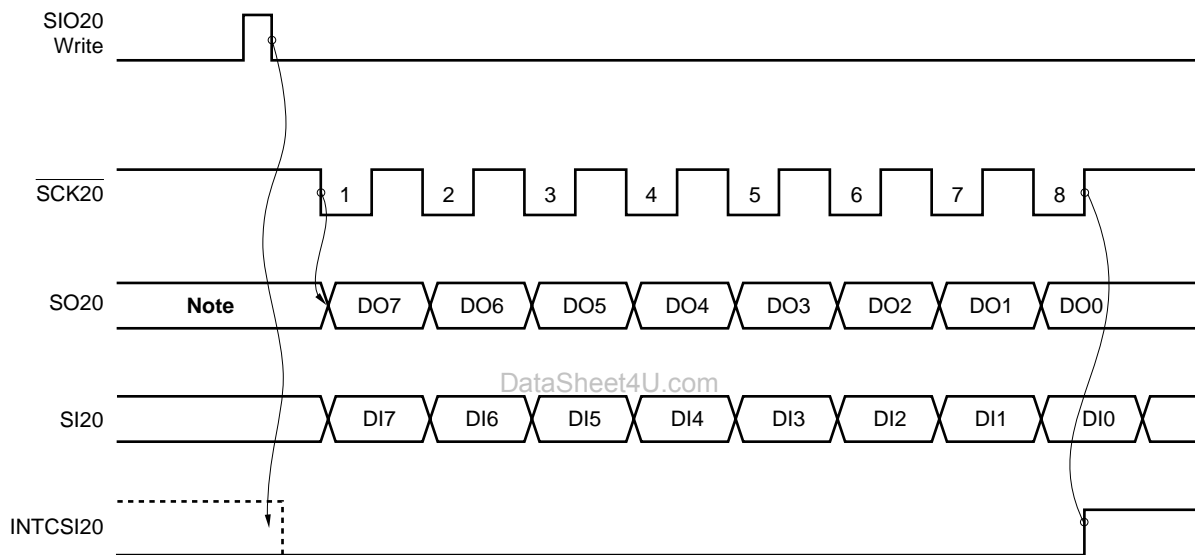 SIO20
Write
SCK20
1 2 3 4 5 6 7 8
SO20 Note DO7 DO6 DO5 DO4 DO3 DO2 DO1 DO0
DataSheet4U.com
SI20 DI7 DI6 DI5 DI4 DI3 DI2 DI1 DI0
INTCSI20